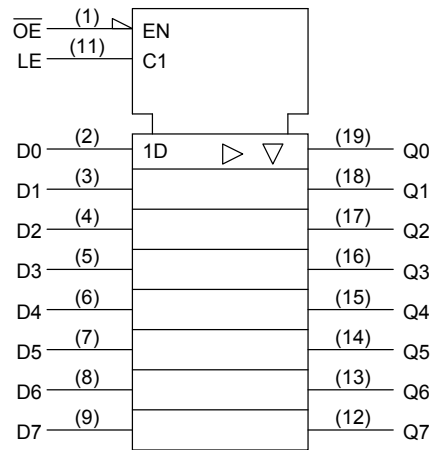 O̅E̅ (1) EN
LE (11) C1
D0 (2) 1D (19) Q0
D1 (3) (18) Q1
D2 (4) (17) Q2
D3 (5) (16) Q3
D4 (6) (15) Q4
D5 (7) (14) Q5
D6 (8) (13) Q6
D7 (9) (12) Q7